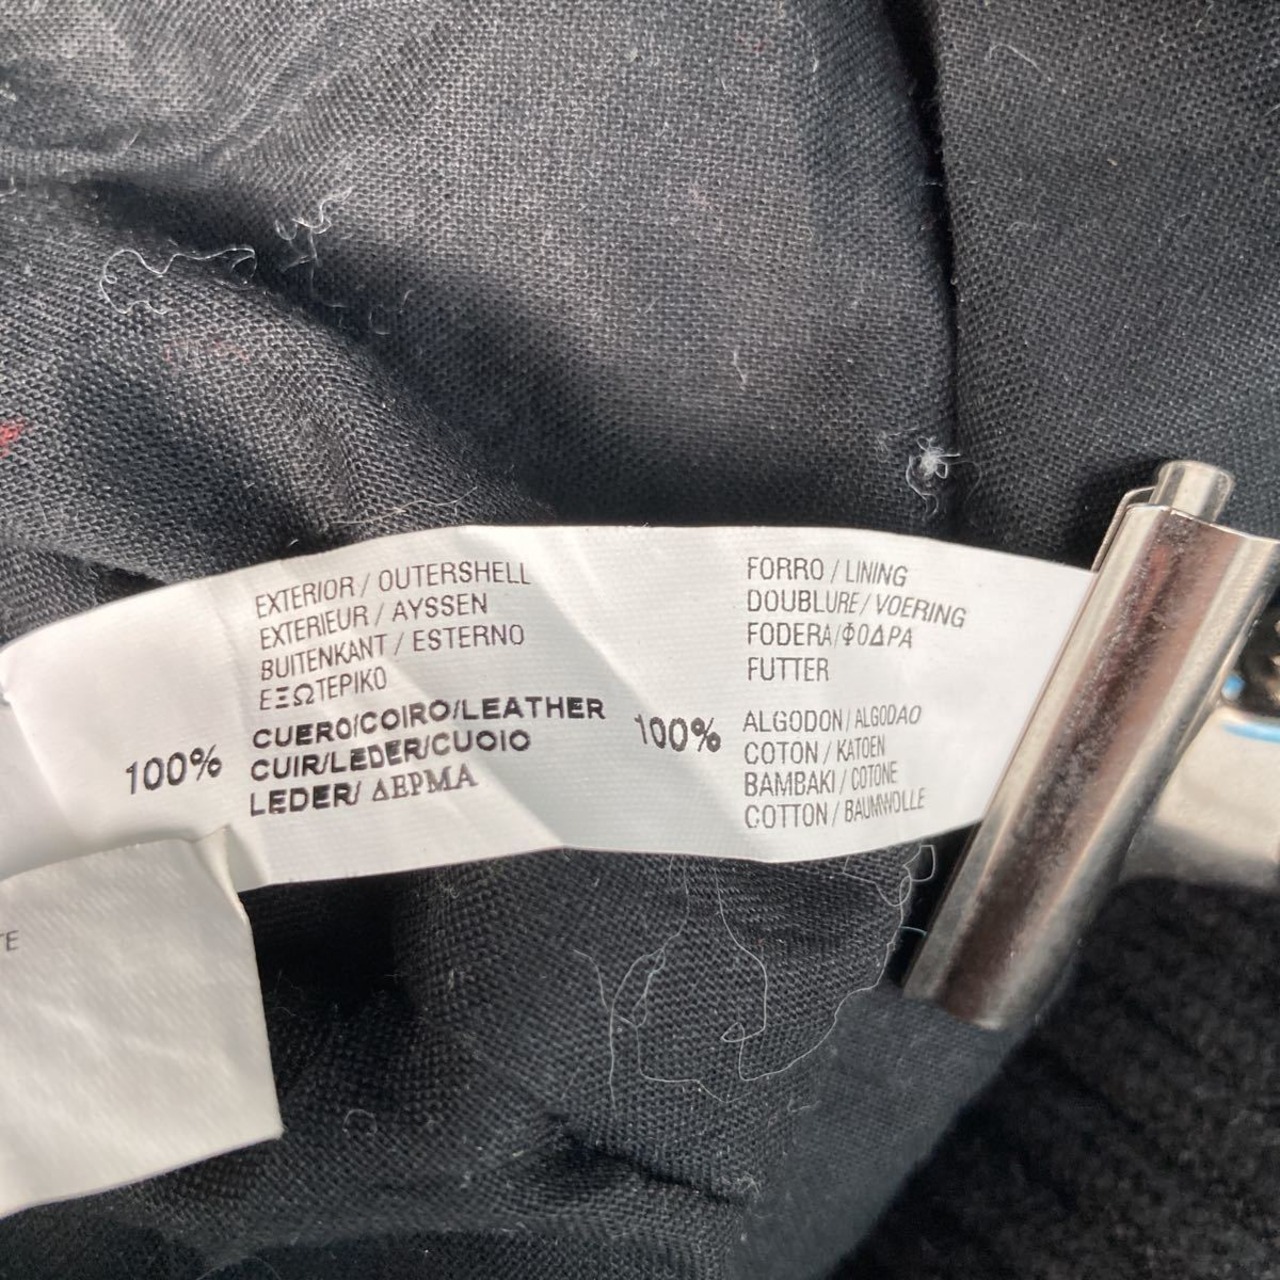 EXTERIOR / OUTERSHELL
EXTERIEUR / AYSSEN
BUITENKANT / ESTERNO
ΕΞΩΤΕΡΙΚΟ
100%
CUERO/COIRO/LEATHER
CUIR/LEDER/CUOIO
LEDER/ ΔΕΡΜΑ
FORRO / LINING
DOUBLURE / VOERING
FODERA/ΦΟΔΡΑ
FUTTER
100%
ALGODON / ALGODAO
COTON / KATOEN
BAMBAKI / COTONE
COTTON / BAUMWOLLE